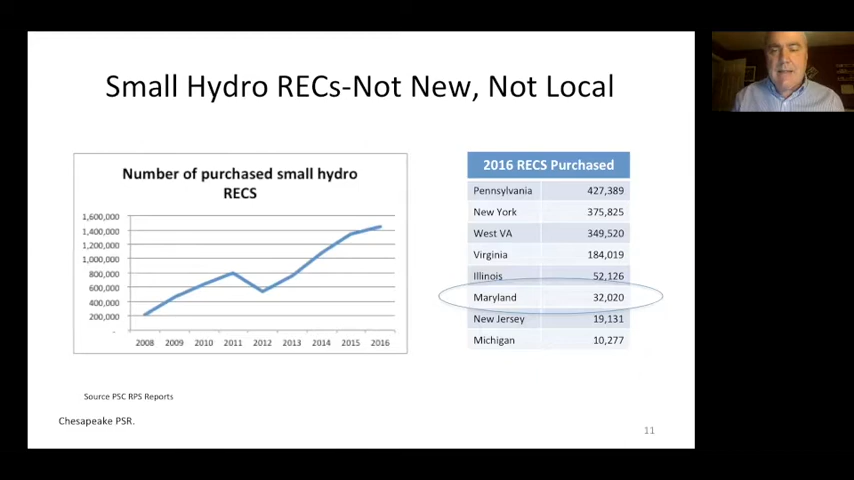 Small Hydro RECs-Not New, Not Local
Number of purchased small hydro
RECS
1,600,000
1,400,000
1,200,000
1,000,000
800,000
600,000
400,000
200,000
-
2008 2009 2010 2011 2012 2013 2014 2015 2016
2016 RECS Purchased
Pennsylvania 427,389
New York 375,825
West VA 349,520
Virginia 184,019
Illinois 52,126
Maryland 32,020
New Jersey 19,131
Michigan 10,277
Source PSC RPS Reports
Chesapeake PSR.
11